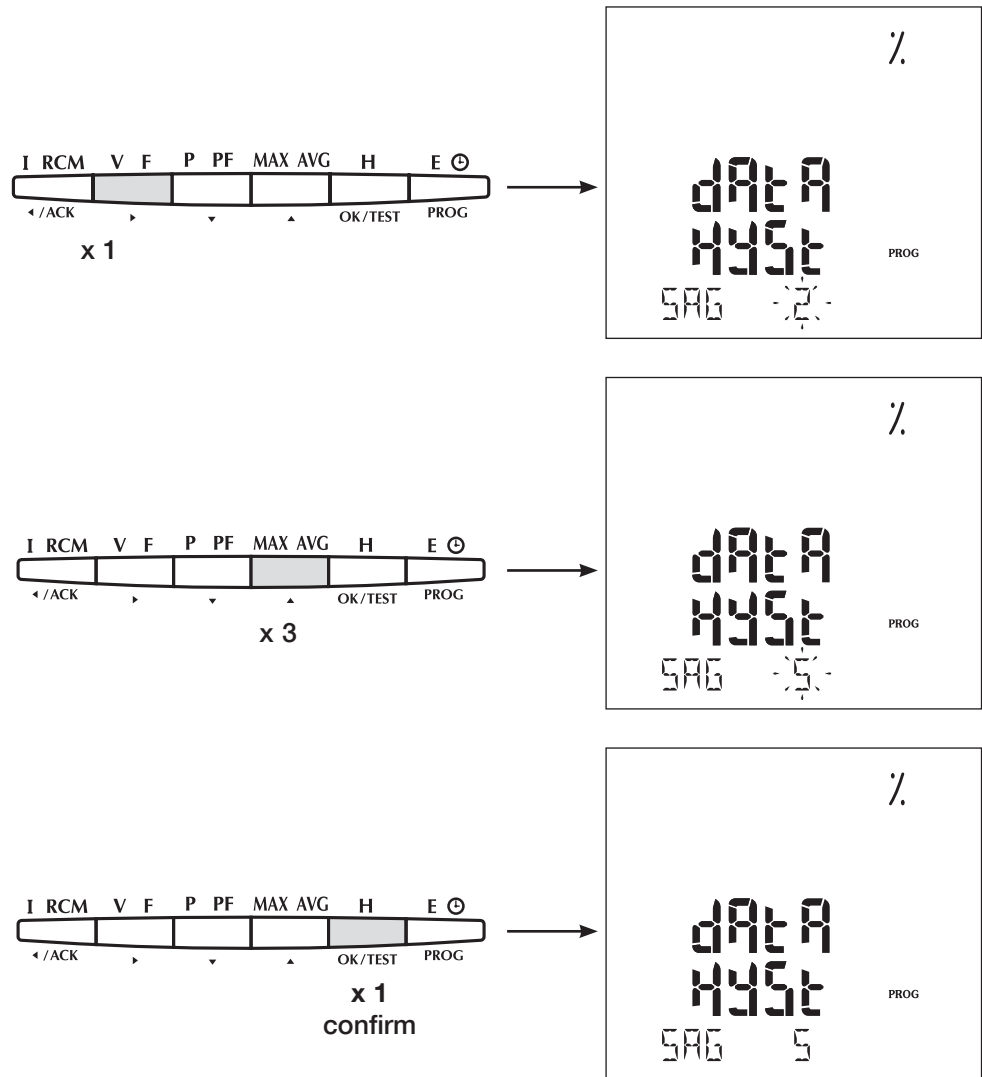 %
dAtA
HYSt
PROG
SAG 2
I RCM V F P PF MAX AVG H E
/ACK OK/TEST PROG
x 1
%
dAtA
HYSt
PROG
SAG 5
I RCM V F P PF MAX AVG H E
/ACK OK/TEST PROG
x 3
%
dAtA
HYSt
PROG
SAG 5
I RCM V F P PF MAX AVG H E
/ACK OK/TEST PROG
x 1
confirm